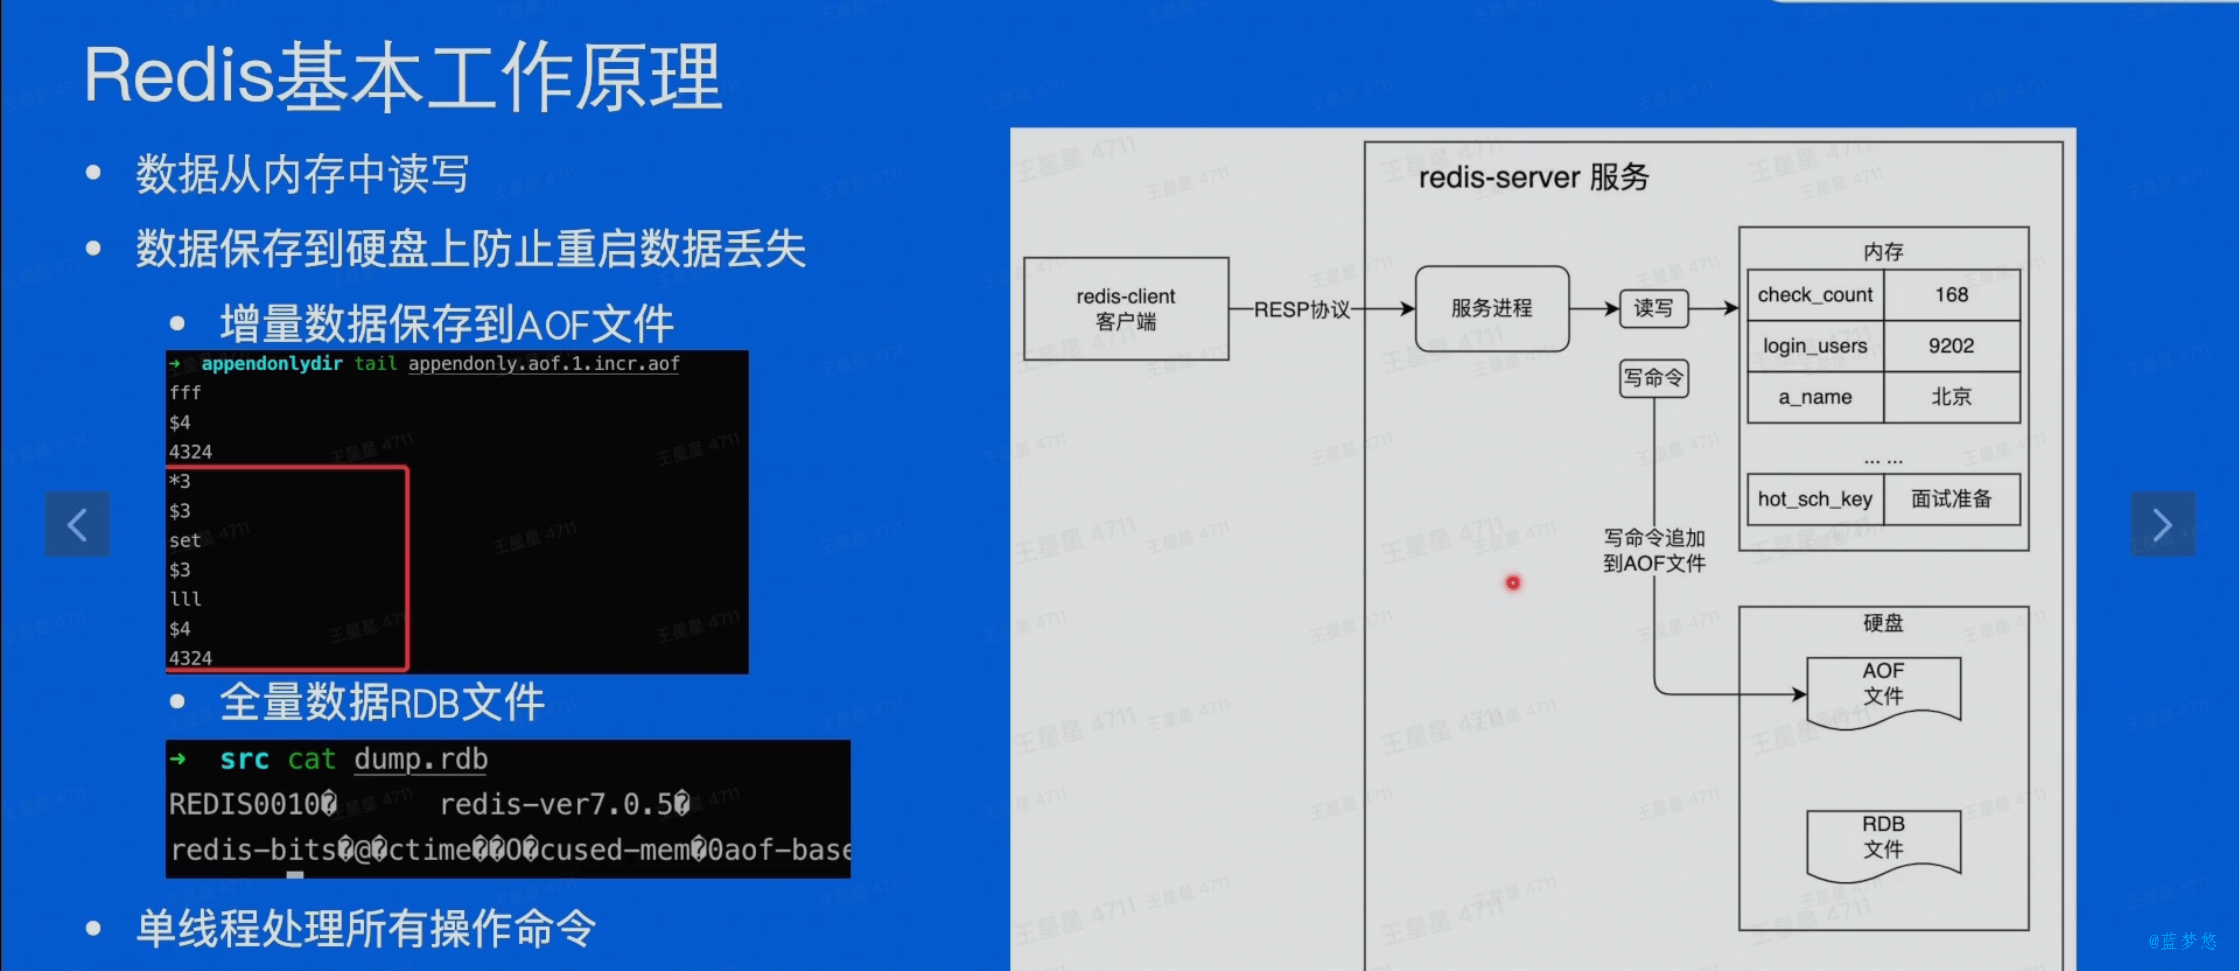 Redis基本工作原理
• 数据从内存中读写
• 数据保存到硬盘上防止重启数据丢失
• 增量数据保存到AOF文件
→ appendonlydir tail appendonly.aof.1.incr.aof
fff
$4
4324
*3
$3
set
$3
lll
$4
4324
• 全量数据RDB文件
→ src cat dump.rdb
REDIS0010� redis-ver7.0.5�
redis-bits�@�ctime��O�cused-mem�0aof-base
• 单线程处理所有操作命令
redis-server 服务
redis-client
客户端
RESP协议
服务进程
读写
写命令
写命令追加
到AOF文件
内存
check_count 168
login_users 9202
a_name 北京
... ...
hot_sch_key 面试准备
硬盘
AOF
文件
RDB
文件
王星星 4711
@蓝梦悠